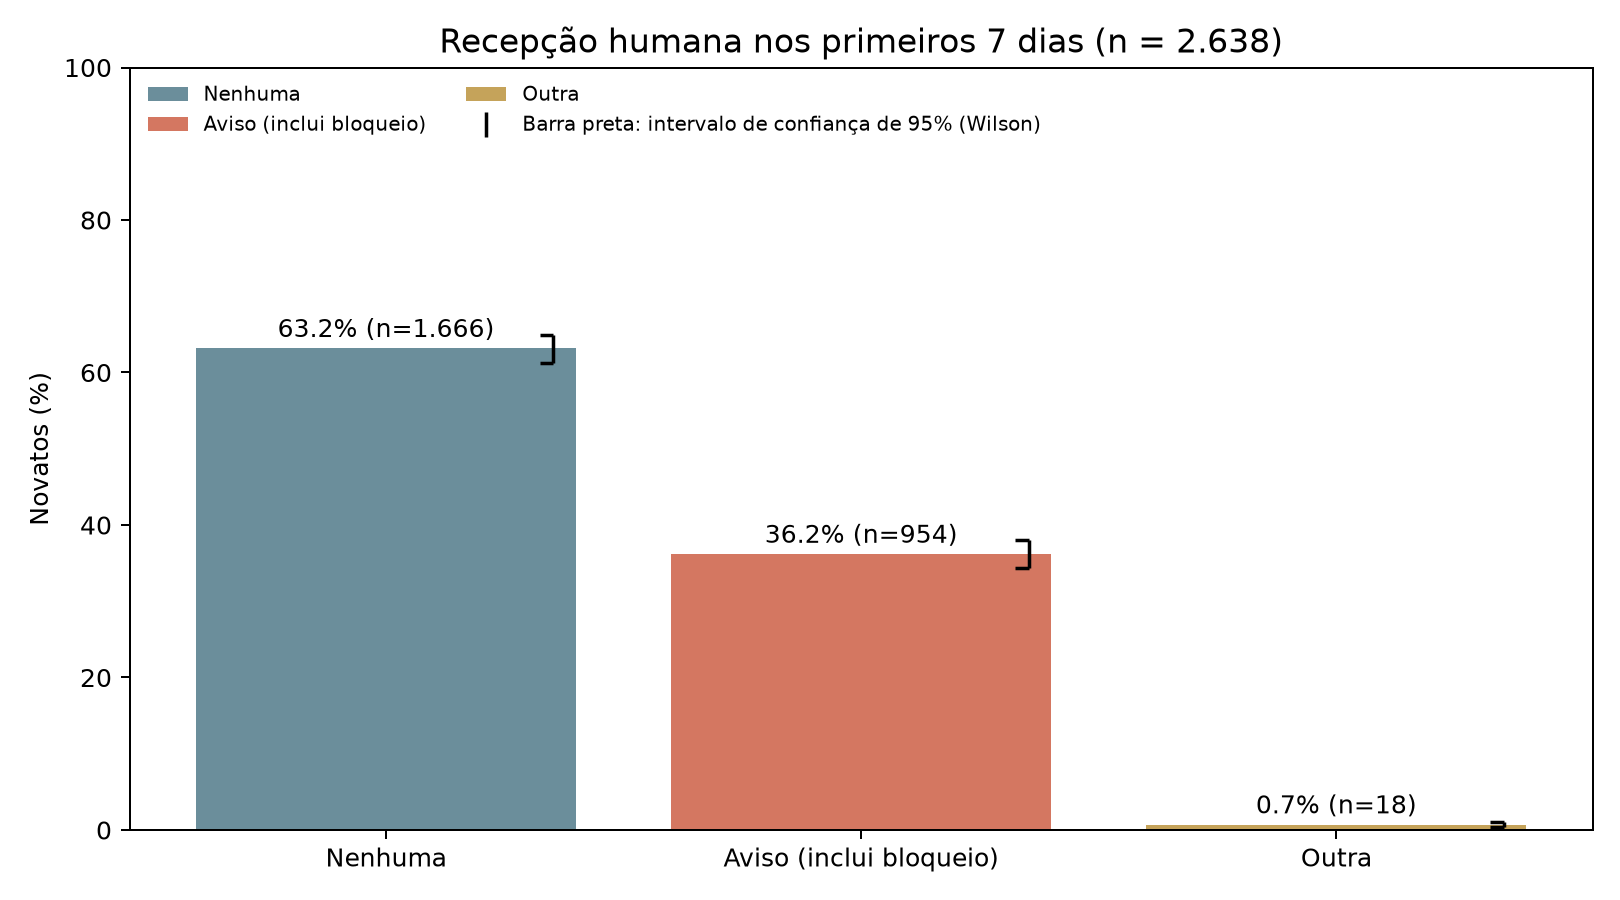 Recepção humana nos primeiros 7 dias (n = 2.638)
Nenhuma
Aviso (inclui bloqueio)
Outra
Barra preta: intervalo de confiança de 95% (Wilson)
Novatos (%)
100
80
60
40
20
0
63.2% (n=1.666)
36.2% (n=954)
0.7% (n=18)
Nenhuma
Aviso (inclui bloqueio)
Outra